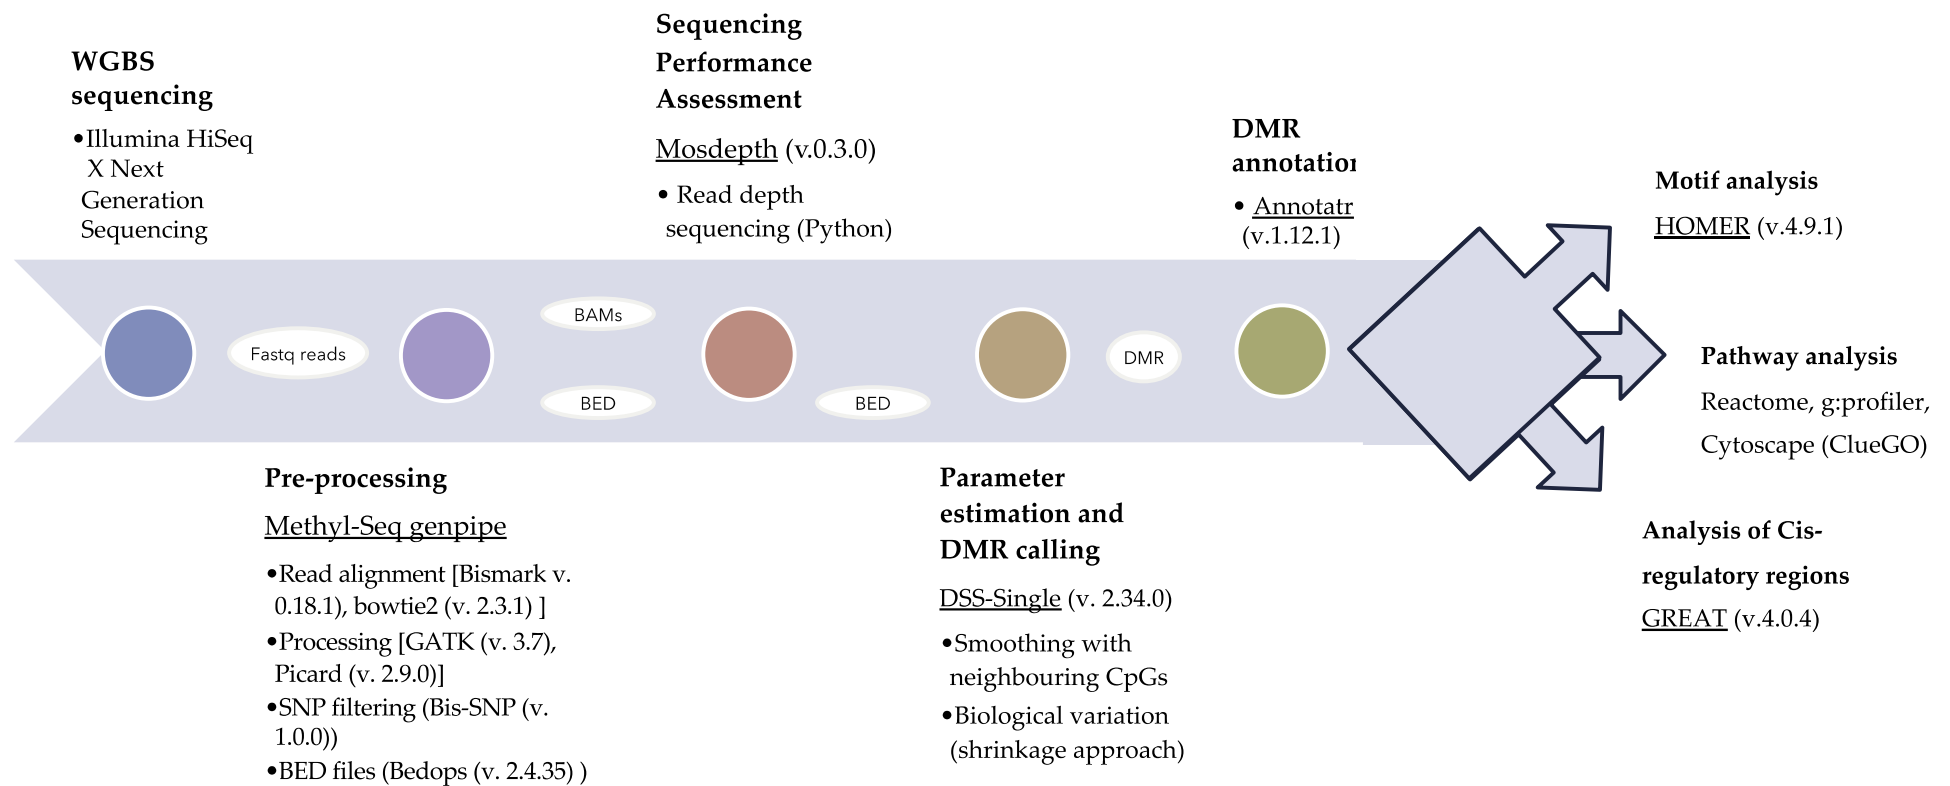 WGBS
sequencing
•Illumina HiSeq
X Next
Generation
Sequencing
Sequencing
Performance
Assessment
Mosdepth (v.0.3.0)
• Read depth
sequencing (Python)
DMR
annotation
• Annotatr
(v.1.12.1)
Motif analysis
HOMER (v.4.9.1)
Fastq reads
BAMs
BED
BED
DMR
Pathway analysis
Reactome, g:profiler,
Cytoscape (ClueGO)
Pre-processing
Methyl-Seq genpipe
•Read alignment [Bismark v.
0.18.1), bowtie2 (v. 2.3.1) ]
•Processing [GATK (v. 3.7),
Picard (v. 2.9.0)]
•SNP filtering (Bis-SNP (v.
1.0.0))
•BED files (Bedops (v. 2.4.35) )
Parameter
estimation and
DMR calling
DSS-Single (v. 2.34.0)
•Smoothing with
neighbouring CpGs
•Biological variation
(shrinkage approach)
Analysis of Cis-
regulatory regions
GREAT (v.4.0.4)